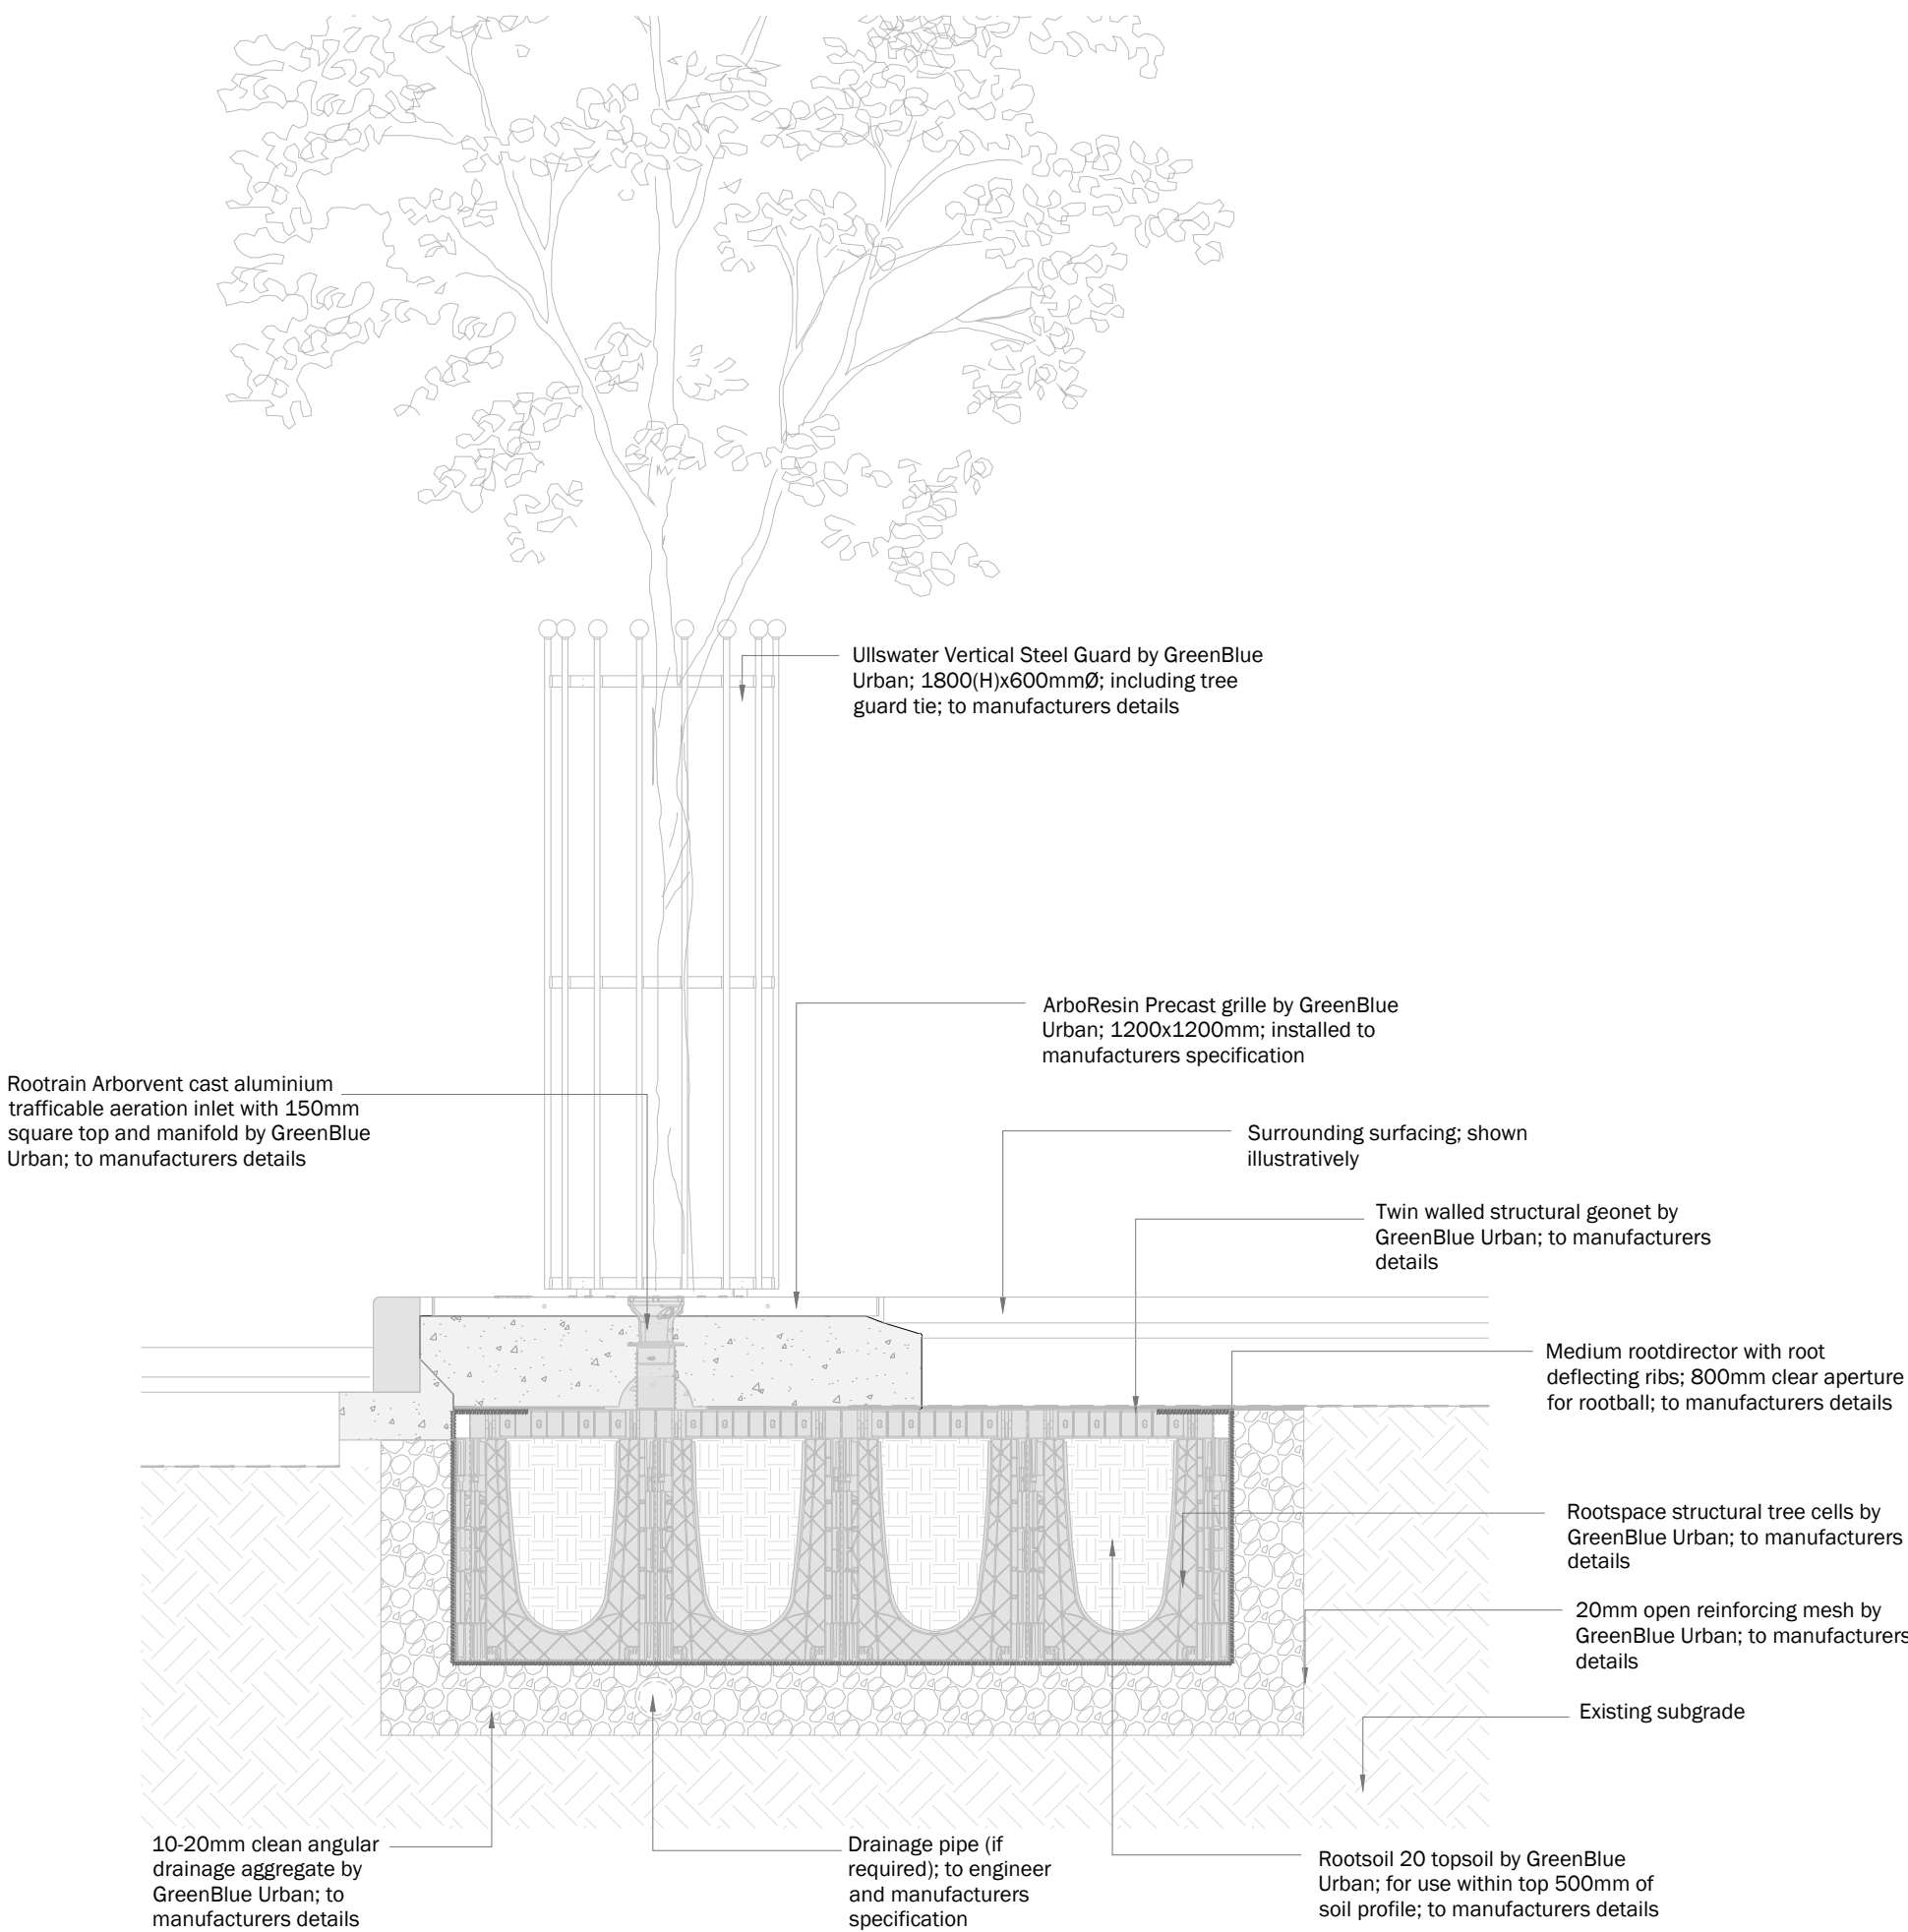 Ullswater Vertical Steel Guard by GreenBlue
Urban; 1800(H)x600mmØ; including tree
guard tie; to manufacturers details
ArboResin Precast grille by GreenBlue
Urban; 1200x1200mm; installed to
manufacturers specification
Rootrain Arborvent cast aluminium
trafficable aeration inlet with 150mm
square top and manifold by GreenBlue
Urban; to manufacturers details
Surrounding surfacing; shown
illustratively
Twin walled structural geonet by
GreenBlue Urban; to manufacturers
details
Medium rootdirector with root
deflecting ribs; 800mm clear aperture
for rootball; to manufacturers details
Rootspace structural tree cells by
GreenBlue Urban; to manufacturers
details
20mm open reinforcing mesh by
GreenBlue Urban; to manufacturers
details
Existing subgrade
10-20mm clean angular
drainage aggregate by
GreenBlue Urban; to
manufacturers details
Drainage pipe (if
required); to engineer
and manufacturers
specification
Rootsoil 20 topsoil by GreenBlue
Urban; for use within top 500mm of
soil profile; to manufacturers details